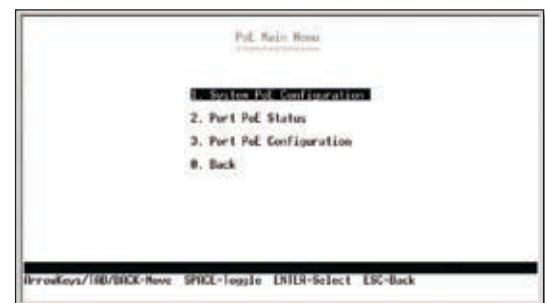 PoE Main Menu
1. System PoE Configuration
2. Port PoE Status
3. Port PoE Configuration
0. Back
ArrowKeys/TAB/BACK=Move SPACE=Toggle ENTER=Select ESC=Back